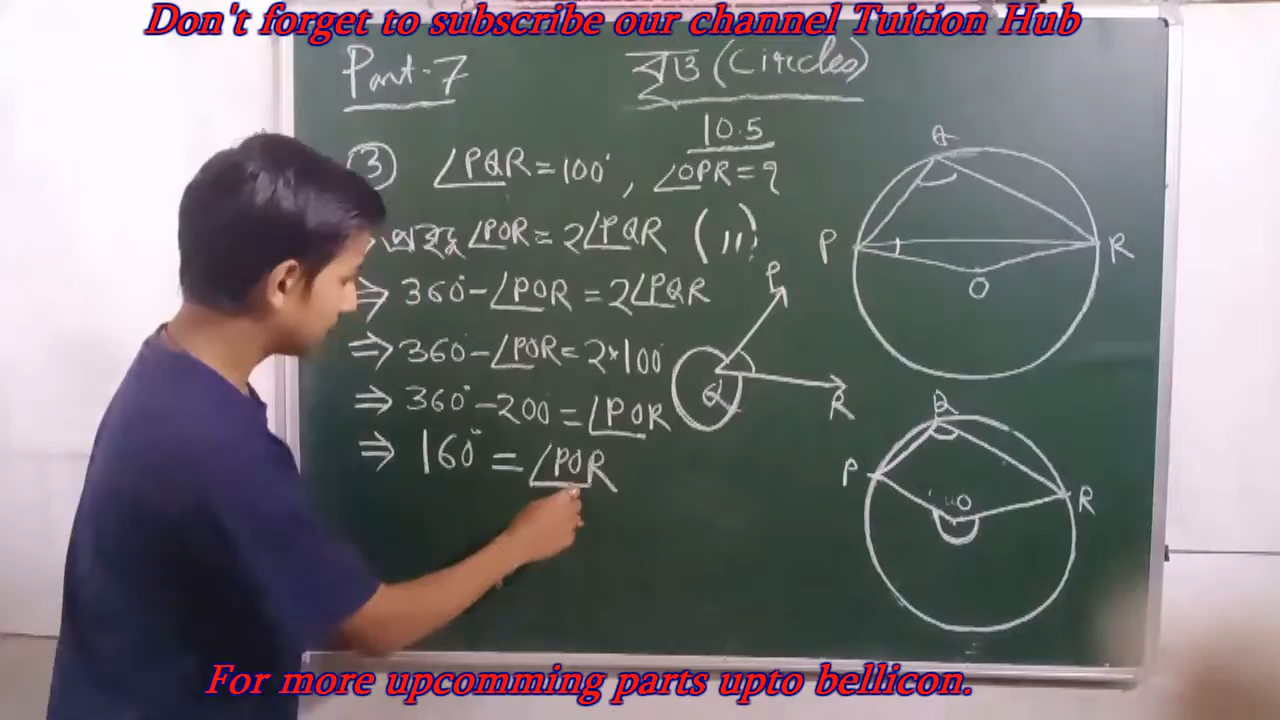 Don't forget to subscribe our channel Tuition Hub
Part-7
বৃত্ত (Circles)
10.5
③ ∠PQR = 100°, ∠OPR = ?
∠POR = 2∠PQR (")
⇒ 360° - ∠POR = 2∠PQR
⇒ 360° - ∠POR = 2×100°
⇒ 360° - 200 = ∠POR
⇒ 160° = ∠POR
P
Q
R
P
R
O
Q
P
R
O
For more upcomming parts upto bellicon.